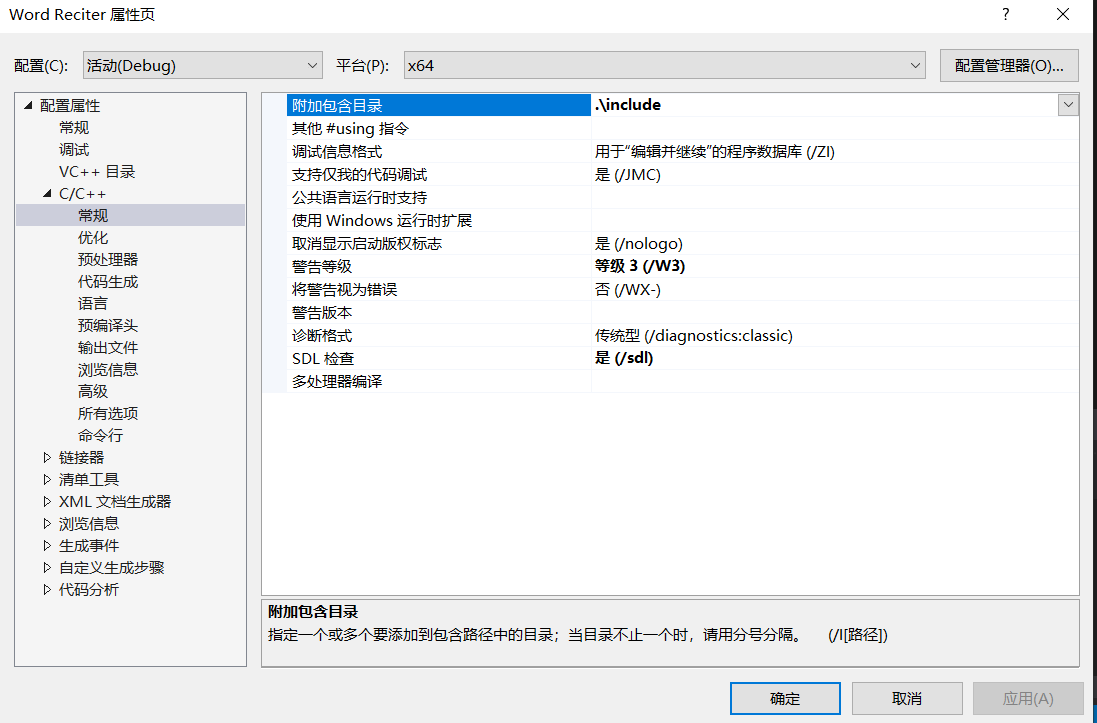 Word Reciter 属性页
?
配置(C): 活动(Debug) 平台(P): x64 配置管理器(O)...
配置属性
常规
调试
VC++ 目录
C/C++
常规
优化
预处理器
代码生成
语言
预编译头
输出文件
浏览信息
高级
所有选项
命令行
链接器
清单工具
XML 文档生成器
浏览信息
生成事件
自定义生成步骤
代码分析
附加包含目录 .\include
其他 #using 指令
调试信息格式 用于“编辑并继续”的程序数据库 (/ZI)
支持仅我的代码调试 是 (/JMC)
公共语言运行时支持
使用 Windows 运行时扩展
取消显示启动版权标志 是 (/nologo)
警告等级 等级 3 (/W3)
将警告视为错误 否 (/WX-)
警告版本
诊断格式 传统型 (/diagnostics:classic)
SDL 检查 是 (/sdl)
多处理器编译
附加包含目录
指定一个或多个要添加到包含路径中的目录；当目录不止一个时，请用分号分隔。 (/I[路径])
确定 取消 应用(A)